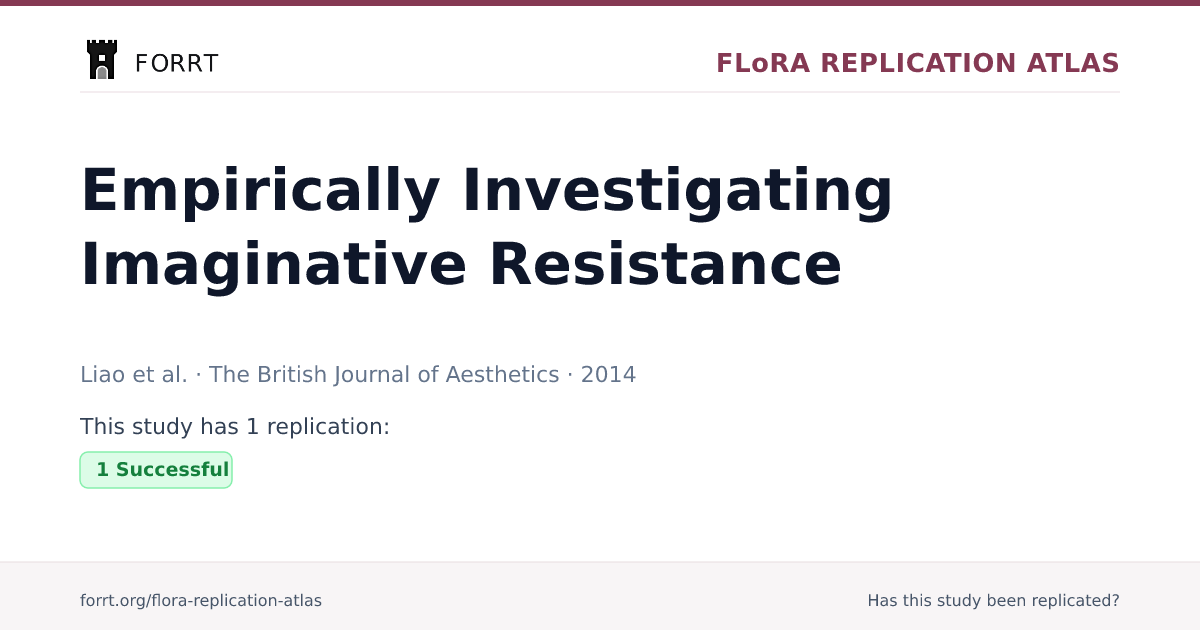 FORRT
FLoRA REPLICATION ATLAS
Empirically Investigating
Imaginative Resistance
Liao et al. · The British Journal of Aesthetics · 2014
This study has 1 replication:
1 Successful
forrt.org/flora-replication-atlas
Has this study been replicated?